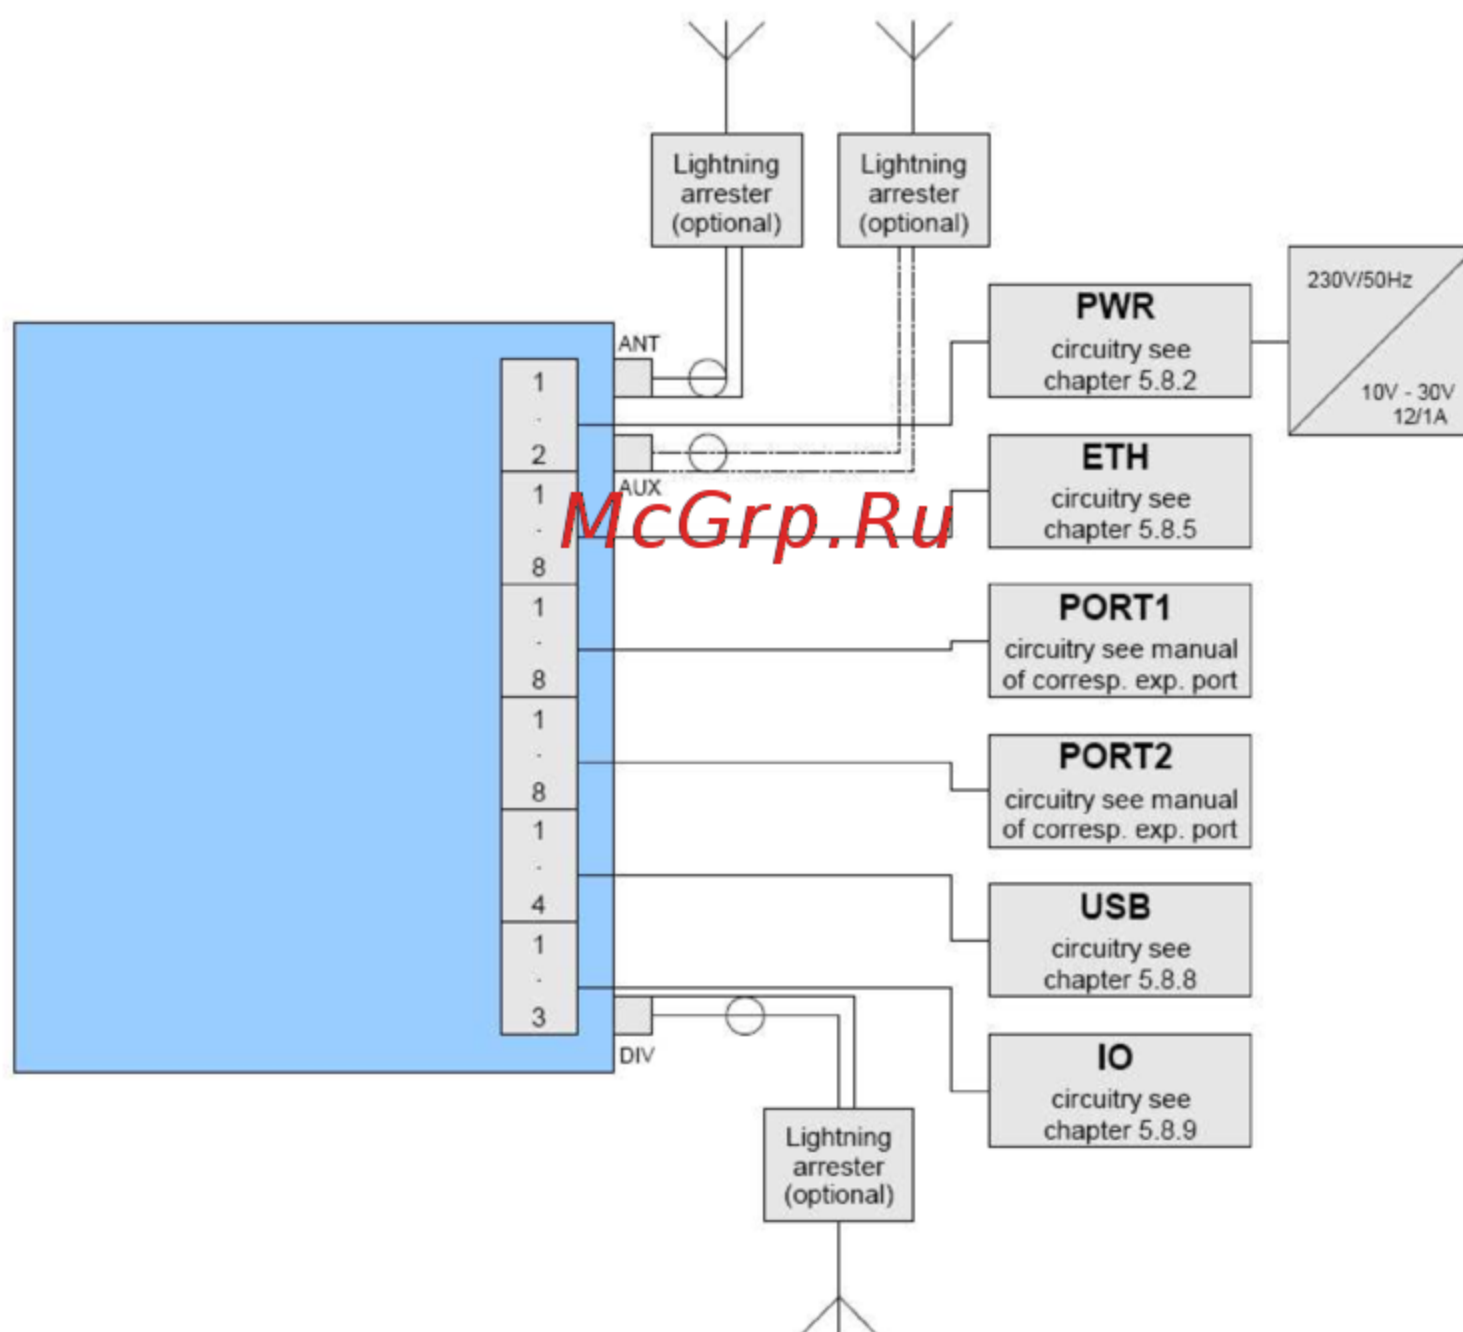 Lightning
arrester
(optional)
Lightning
arrester
(optional)
230V/50Hz
10V - 30V
12/1A
PWR
circuitry see
chapter 5.8.2
ANT
1
.
2
AUX
ETH
circuitry see
chapter 5.8.5
1
.
8
McGrp.Ru
PORT1
circuitry see manual
of corresp. exp. port
1
.
8
PORT2
circuitry see manual
of corresp. exp. port
1
.
8
USB
circuitry see
chapter 5.8.8
1
.
4
1
.
3
DIV
IO
circuitry see
chapter 5.8.9
Lightning
arrester
(optional)